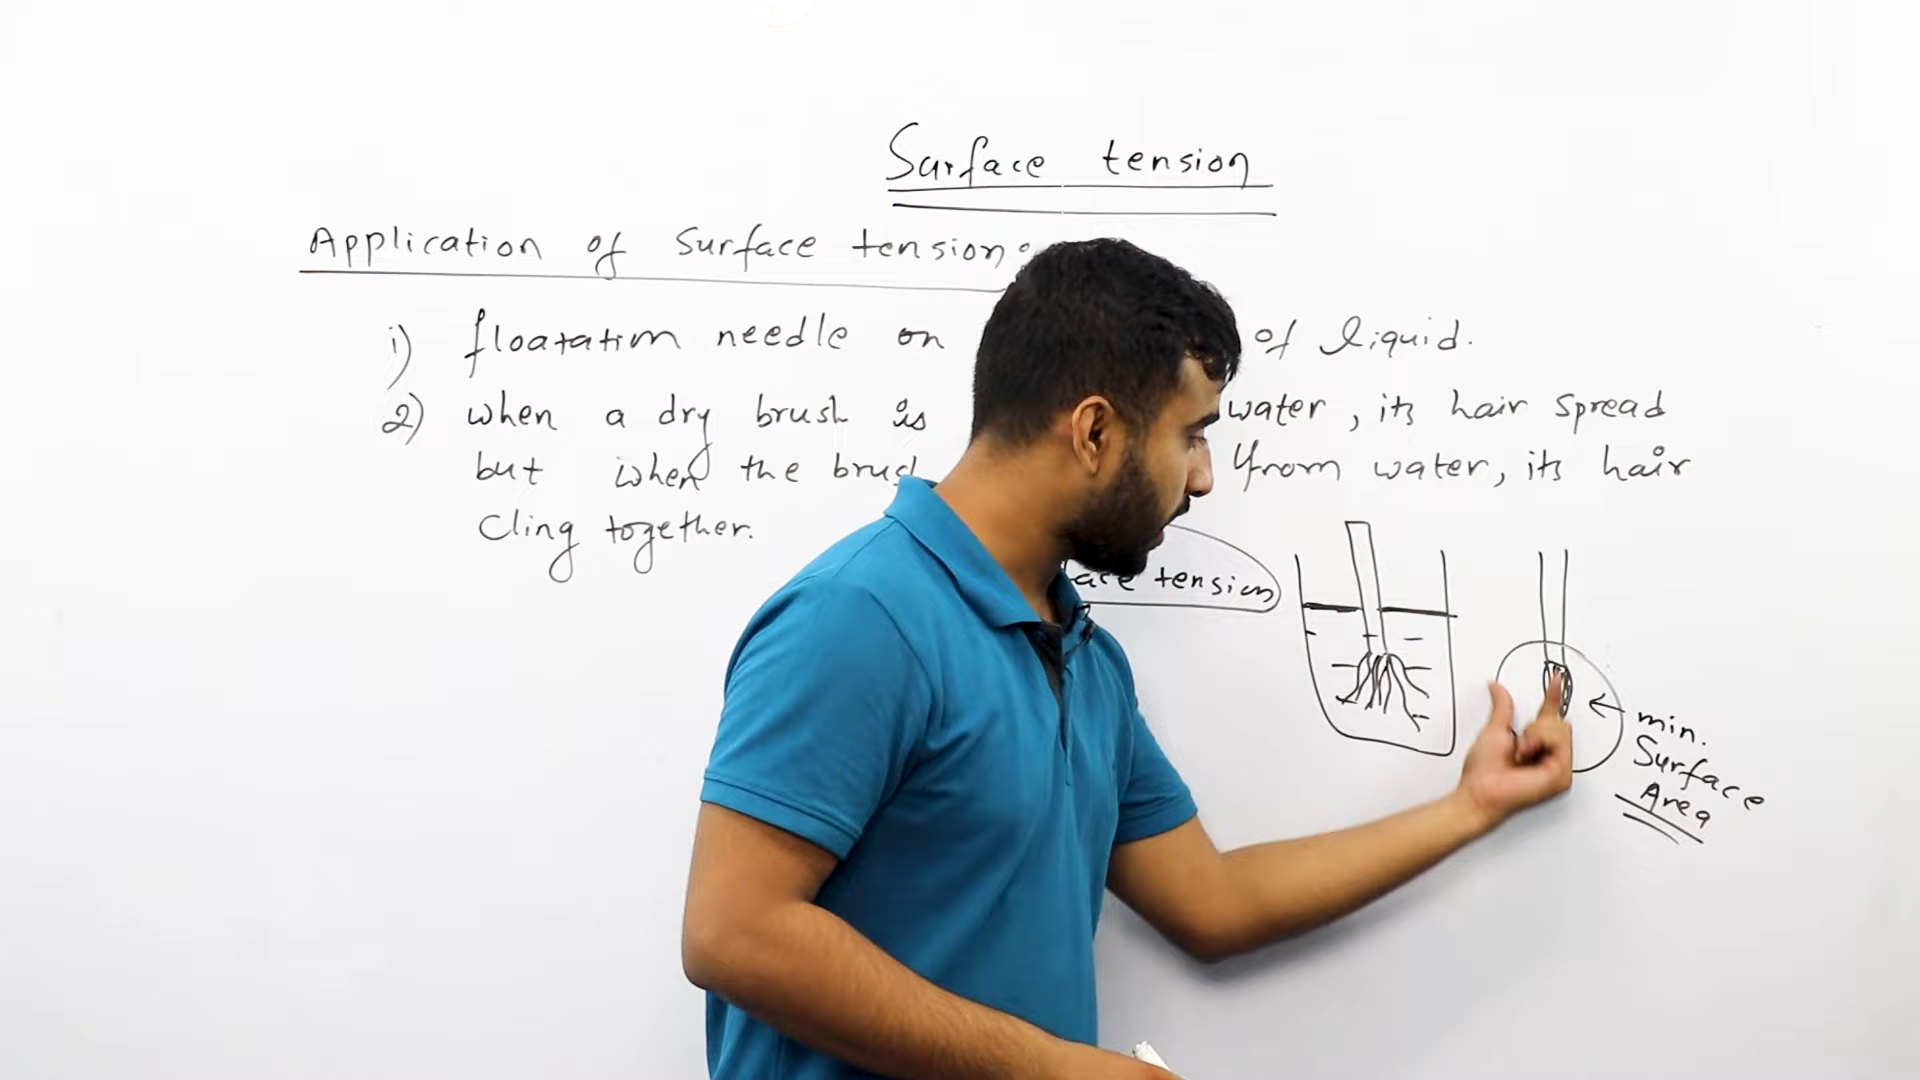 Surface tension
Application of Surface tension:
i) floatation needle on of liquid.
2) when a dry brush is water, its hair spread
but when the brush from water, its hair
Cling together.
tension
min.
Surface
Area